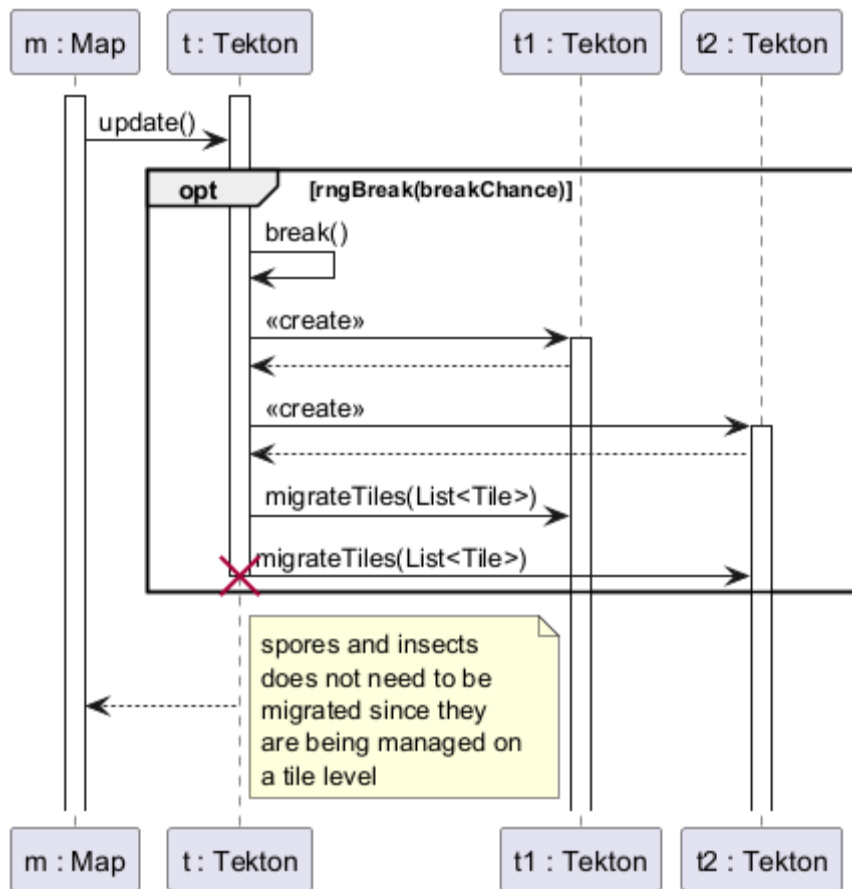 m : Map
t : Tekton
t1 : Tekton
t2 : Tekton
update()
opt
[rngBreak(breakChance)]
break()
«create»
«create»
migrateTiles(List<Tile>)
migrateTiles(List<Tile>)
spores and insects
does not need to be
migrated since they
are being managed on
a tile level
m : Map
t : Tekton
t1 : Tekton
t2 : Tekton